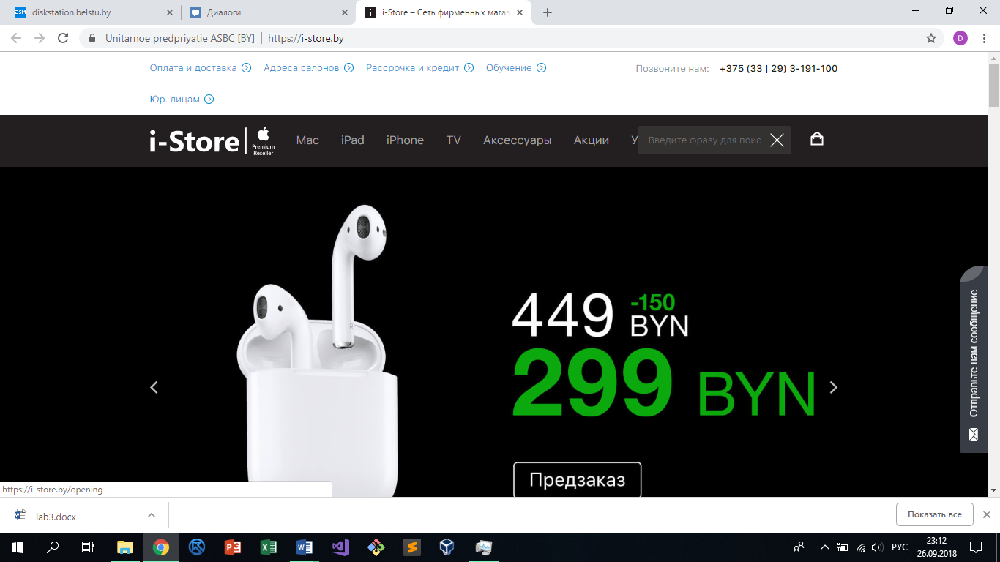 diskstation.belstu.by
Диалоги
i-Store – Сеть фирменных мага
Unitarnoe predpriyatie ASBC [BY] | https://i-store.by
D
Оплата и доставка
Адреса салонов
Рассрочка и кредит
Обучение
Позвоните нам: +375 (33 | 29) 3-191-100
Юр. лицам
i-Store
Premium
Reseller
Mac
iPad
iPhone
TV
Аксессуары
Акции
У
Введите фразу для поис
449 -150 BYN
299 BYN
Предзаказ
Отправьте нам сообщение
https://i-store.by/opening
lab3.docx
Показать все
РУС
23:12
26.09.2018